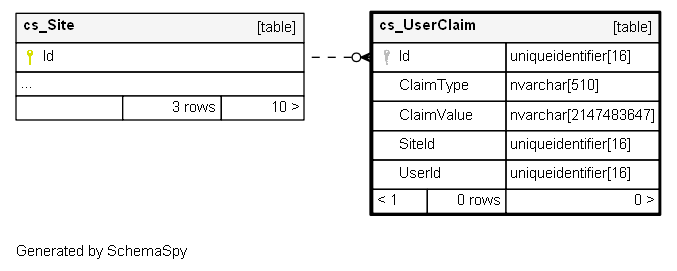 cs_Site [table]
Id
...
3 rows 10 >
cs_UserClaim [table]
Id uniqueidentifier[16]
ClaimType nvarchar[510]
ClaimValue nvarchar[2147483647]
SiteId uniqueidentifier[16]
UserId uniqueidentifier[16]
< 1 0 rows 0 >
Generated by SchemaSpy